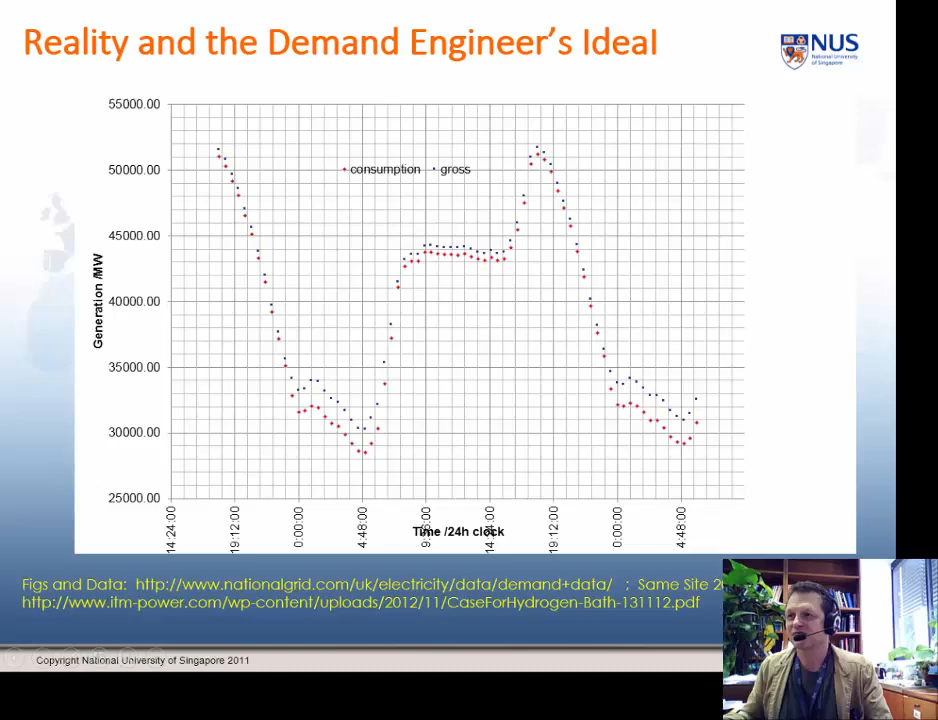 Reality and the Demand Engineer's Ideal
NUS
National University
of Singapore
55000.00
50000.00
45000.00
40000.00
35000.00
30000.00
25000.00
Generation /MW
consumption
gross
14:24:00
19:12:00
0:00:00
4:48:00
9:36:00
14:24:00
19:12:00
0:00:00
4:48:00
Time /24h clock
Figs and Data: http://www.nationalgrid.com/uk/electricity/data/demand+data/ ; Same Site
http://www.itm-power.com/wp-content/uploads/2012/11/CaseForHydrogen-Bath-131112.pdf
Copyright National University of Singapore 2011